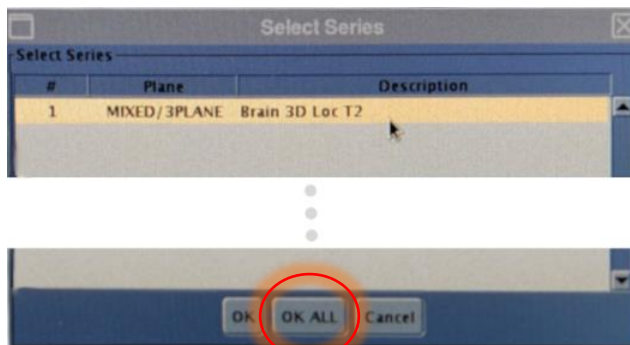 Select Series
Select Series
# Plane Description
1 MIXED/3PLANE Brain 3D Loc T2
OK OK ALL Cancel